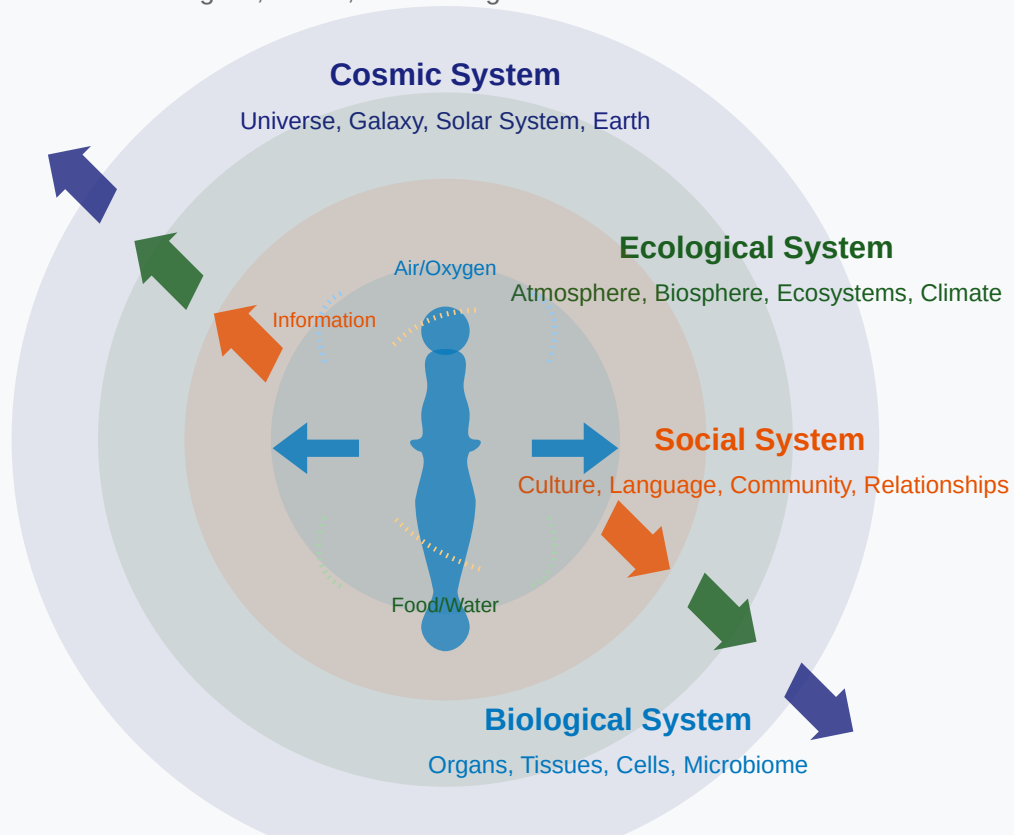 Cosmic System
Universe, Galaxy, Solar System, Earth
Ecological System
Air/Oxygen
Atmosphere, Biosphere, Ecosystems, Climate
Information
Social System
Culture, Language, Community, Relationships
Food/Water
Biological System
Organs, Tissues, Cells, Microbiome